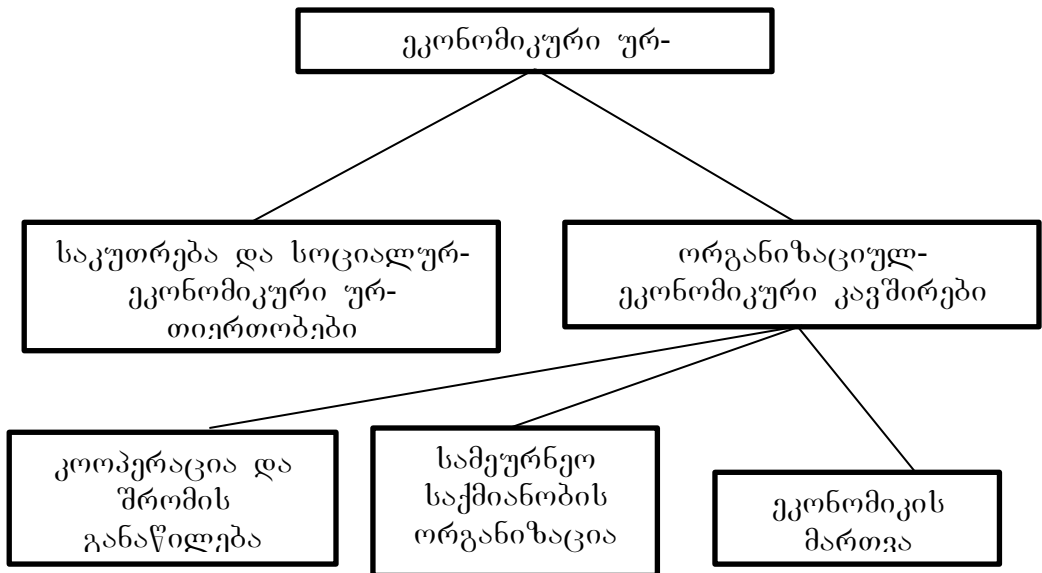 ეკონომიკური ურ-
საკუთრება და სოციალურ-
ეკონომიკური ურ-
თიერთობები
ორგანიზაციულ-
ეკონომიკური კავშირები
კოოპერაცია და
შრომის
განაწილება
სამეურნეო
საქმიანობის
ორგანიზაცია
ეკონომიკის
მართვა